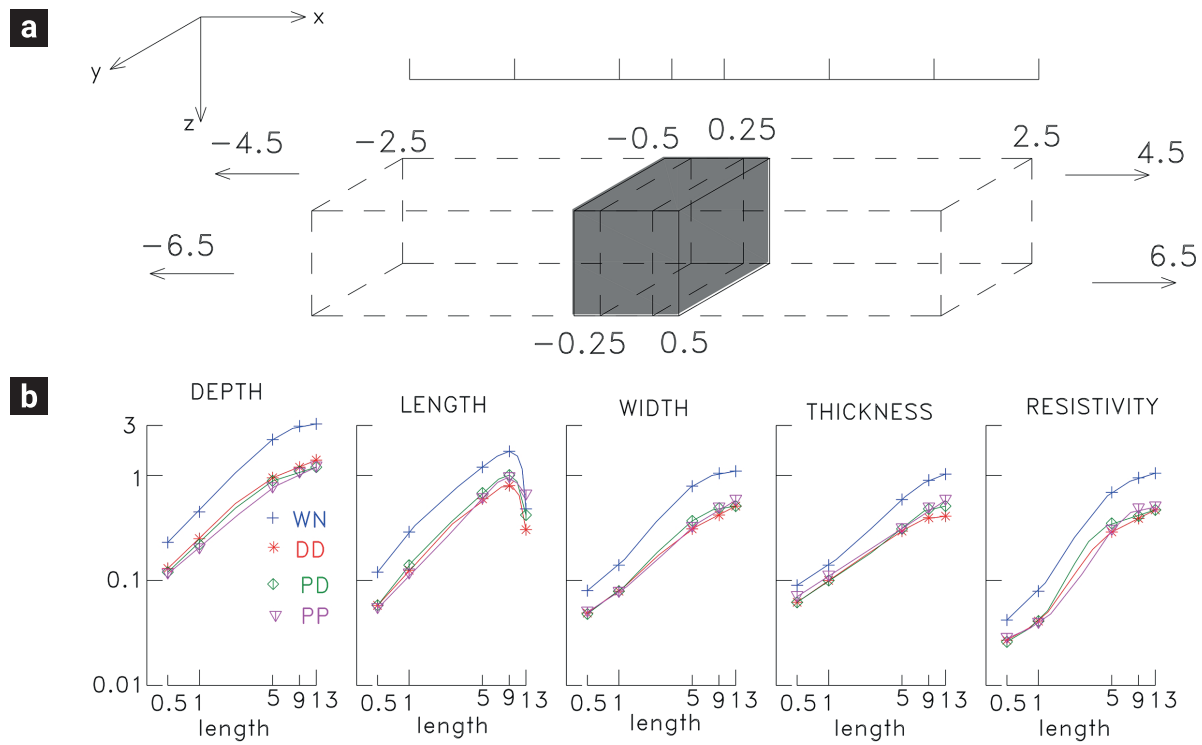 a
x
y
z
−4.5
−2.5
−0.5
0.25
2.5
4.5
−6.5
6.5
−0.25
0.5
b
DEPTH
LENGTH
WIDTH
THICKNESS
RESISTIVITY
3
1
0.1
0.01
WN
DD
PD
PP
0.5 1 5 9 13
0.5 1 5 9 13
0.5 1 5 9 13
0.5 1 5 9 13
0.5 1 5 9 13
length
length
length
length
length